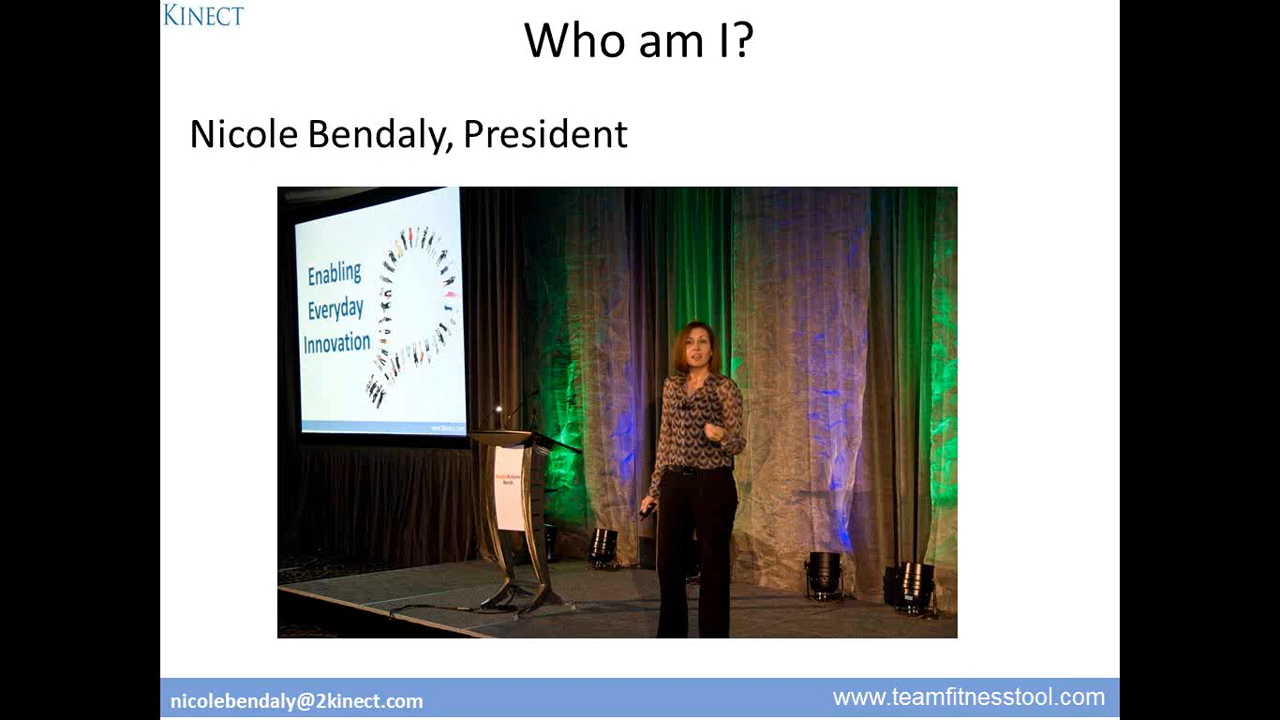 KINECT
Who am I?
Nicole Bendaly, President
Enabling
Everyday
Innovation
nicolebendaly@2kinect.com
www.teamfitnesstool.com